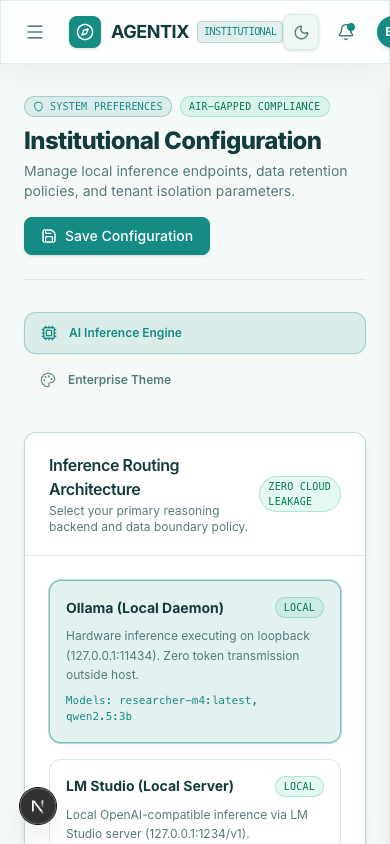 AGENTIX
INSTITUTIONAL
SYSTEM PREFERENCES
AIR-GAPPED COMPLIANCE
Institutional Configuration
Manage local inference endpoints, data retention
policies, and tenant isolation parameters.
Save Configuration
AI Inference Engine
Enterprise Theme
Inference Routing
Architecture
Select your primary reasoning
backend and data boundary policy.
ZERO CLOUD
LEAKAGE
Ollama (Local Daemon)
LOCAL
Hardware inference executing on loopback
(127.0.0.1:11434). Zero token transmission
outside host.
Models: researcher-m4:latest,
qwen2.5:3b
LM Studio (Local Server)
LOCAL
Local OpenAI-compatible inference via LM
Studio server (127.0.0.1:1234/v1).
N